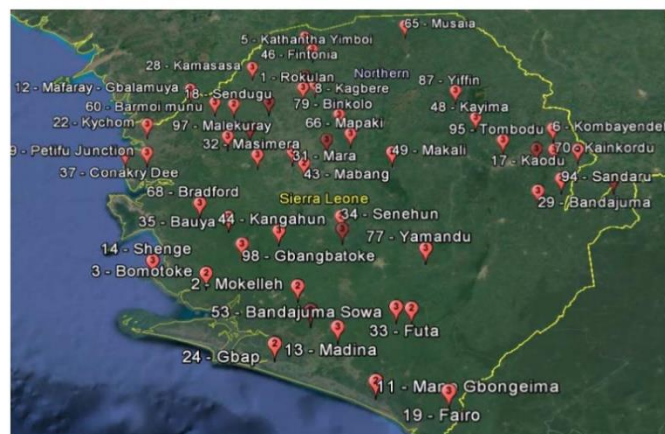 65 - Musaia
5 - Kathantha Yimboi
46 - Fintonia
28 - Kamasasa
1 - Rokulan
Northern
12 - Mafaray - Gbalamuya
18 - Sendugu
8 - Kagbere
87 - Yiffin
60 - Barmoi munu
79 - Binkolo
48 - Kayima
22 - Kychom
97 - Malekuray
66 - Mapaki
95 - Tombodu
6 - Kombayendeh
32 - Masimera
9 - Petifu Junction
31 - Mara
49 - Makali
70 - Kainkordu
17 - Kaodu
37 - Conakry Dee
43 - Mabang
94 - Sandaru
68 - Bradford
Sierra Leone
29 - Bandajuma
35 - Bauya
44 - Kangahun
34 - Senehun
14 - Shenge
98 - Gbangbatoke
77 - Yamandu
3 - Bomotoke
2 - Mokelleh
53 - Bandajuma Sowa
33 - Futa
24 - Gbap
13 - Madina
11 - Mano Gbongeima
19 - Fairo